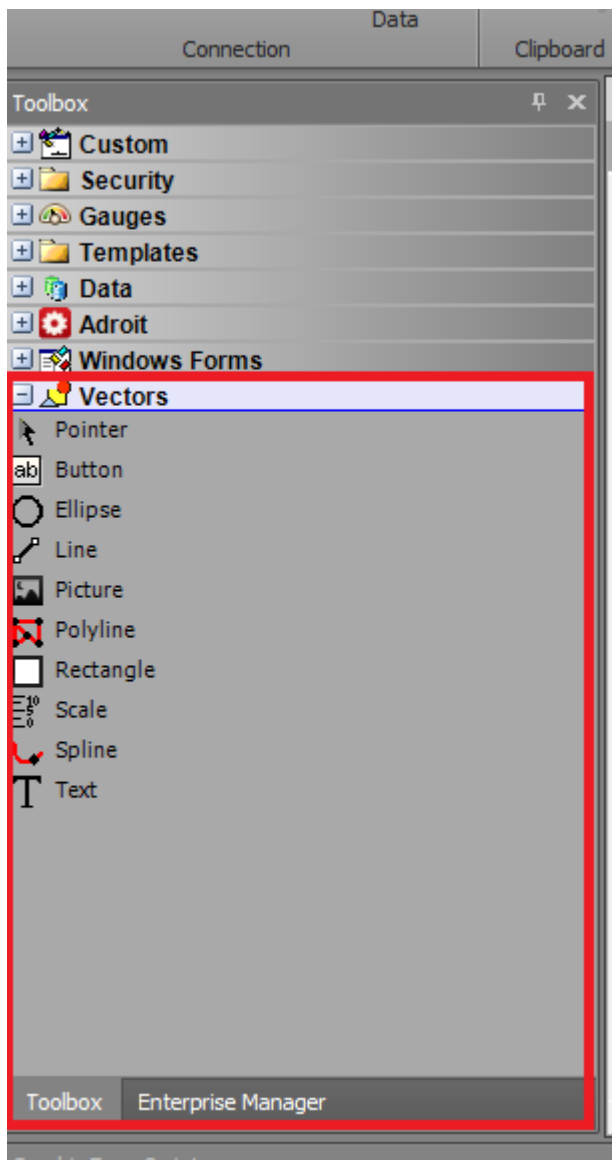 Data
Connection
Clipboard
Toolbox
Custom
Security
Gauges
Templates
Data
Adroit
Windows Forms
Vectors
Pointer
ab Button
Ellipse
Line
Picture
Polyline
Rectangle
Scale
Spline
T Text
Toolbox Enterprise Manager